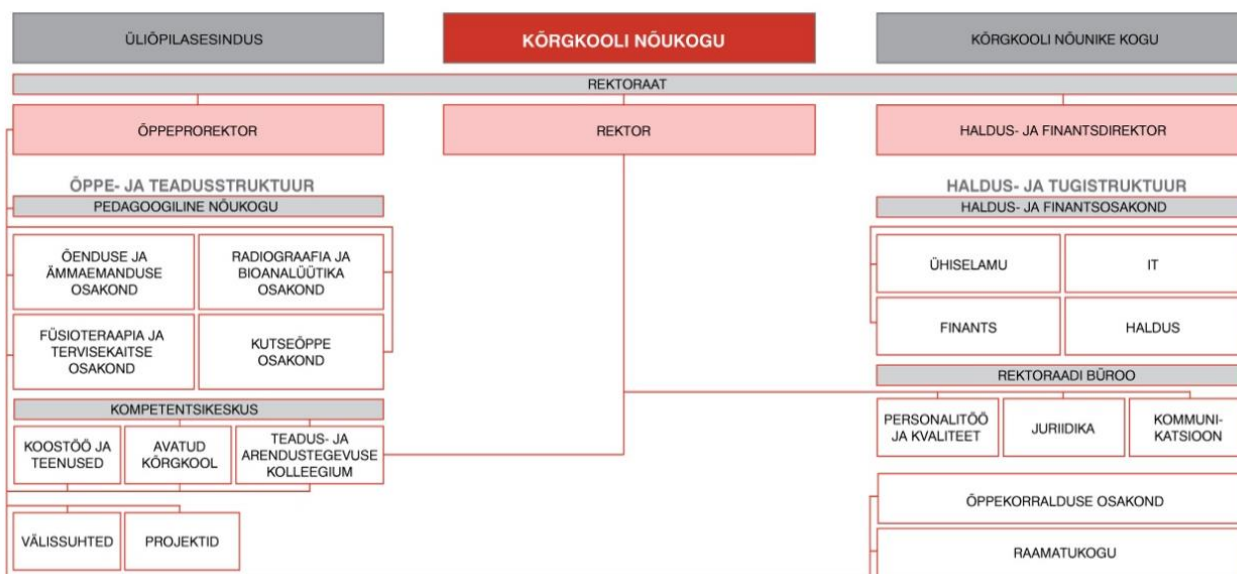 ÜLIÕPILASESINDUS
KÕRGKOOLI NÕUKOGU
KÕRGKOOLI NÕUNIKE KOGU
REKTORAAT
ÕPPEPROREKTOR
REKTOR
HALDUS- JA FINANTSDIREKTOR
ÕPPE- JA TEADUSSTRUKTUUR
PEDAGOOGILINE NÕUKOGU
ÕENDUSE JA
ÄMMAEMANDUSE
OSAKOND
RADIOGRAAFIA JA
BIOANALÜÜTIKA
OSAKOND
FÜSIOTERAAPIA JA
TERVISEKAITSE
OSAKOND
KUTSEÕPPE
OSAKOND
KOMPETENTSIKESKUS
KOOSTÖÖ JA
TEENUSED
AVATUD
KÕRGKOOL
TEADUS- JA
ARENDUSTEGEVUSE
KOLLEEGIUM
VÄLISSUHTED
PROJEKTID
HALDUS- JA TUGISTRUKTUUR
HALDUS- JA FINANTSOSAKOND
ÜHISELAMU
IT
FINANTS
HALDUS
REKTORAADI BÜROO
PERSONALITÖÖ
JA KVALITEET
JURIIDIKA
KOMMUNI-
KATSIOON
ÕPPEKORRALDUSE OSAKOND
RAAMATUKOGU